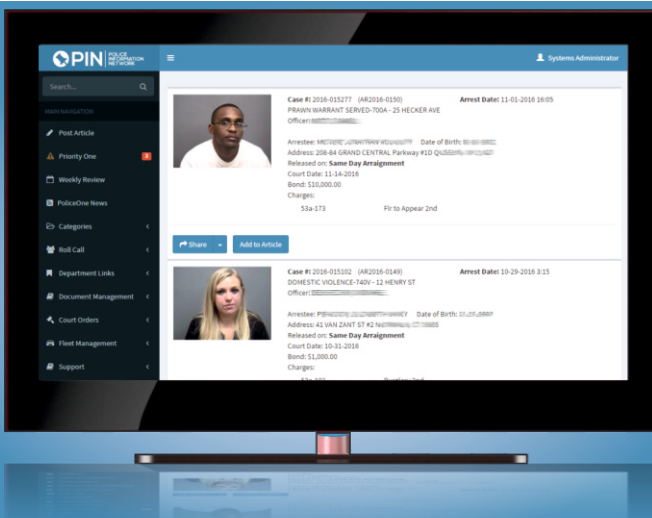 PIN POLICE INFORMATION NETWORK
Systems Administrator
Search...
MAIN NAVIGATION
Post Article
Priority One 3
Weekly Review
PoliceOne News
Categories
Roll Call
Department Links
Document Management
Court Orders
Fleet Management
Support
Case #: 2016-015277 (AR2016-0150) Arrest Date: 11-01-2016 16:05
PRAWN WARRANT SERVED-700A - 25 HECKER AVE
Officer:
Arrestee: Date of Birth:
Address: 208-84 GRAND CENTRAL Parkway #1D
Released on: Same Day Arraignment
Court Date: 11-14-2016
Bond: $10,000.00
Charges:
53a-173 Flr to Appear 2nd
Share Add to Article
Case #: 2016-015102 (AR2016-0149) Arrest Date: 10-29-2016 3:15
DOMESTIC VIOLENCE-740V - 12 HENRY ST
Officer:
Arrestee: Date of Birth:
Address: 41 VAN ZANT ST #2
Released on: Same Day Arraignment
Court Date: 10-31-2016
Bond: $1,000.00
Charges: